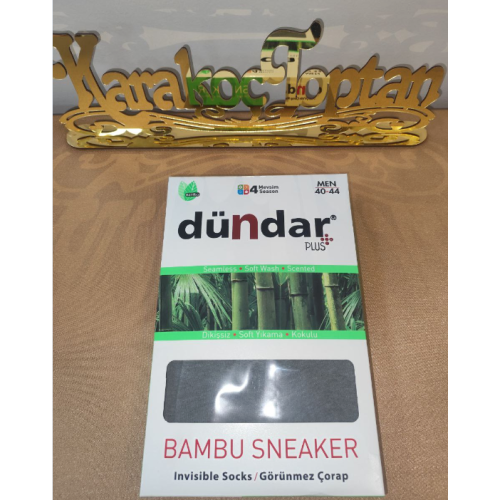 Karakoç Toptan
4 Mevsim Season
MEN
40-44
dündar®
PLUS+
Seamless • Soft Wash • Scented
Dikişsiz • Soft Yıkama • Kokulu
BAMBU SNEAKER
Invisible Socks / Görünmez Çorap